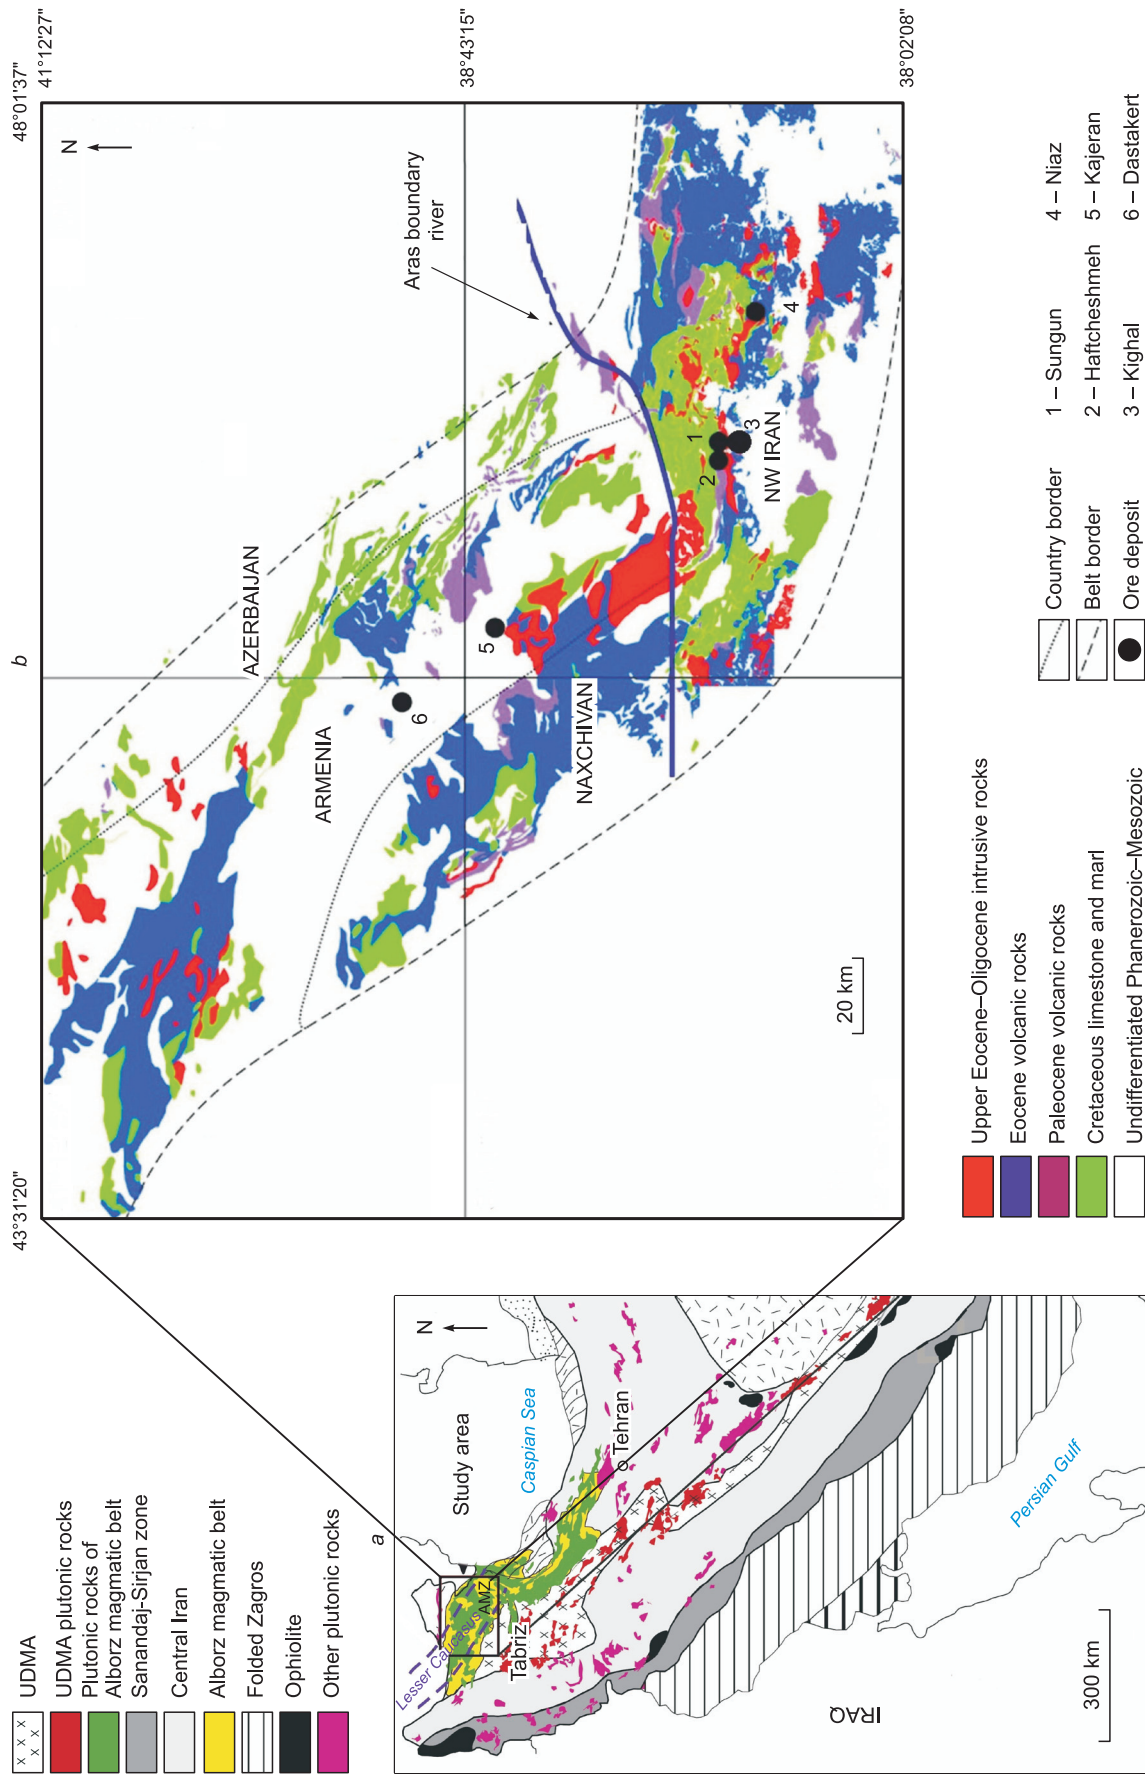 a
UDMA
UDMA plutonic rocks
Plutonic rocks of
Alborz magmatic belt
Sanandaj-Sirjan zone
Central Iran
Alborz magmatic belt
Folded Zagros
Ophiolite
Other plutonic rocks
Study area
N
Caspian Sea
Lesser Caucasus
AMZ
Tabriz
Tehran
IRAQ
Persian Gulf
300 km
b
43°31'20"
48°01'37"
41°12'27"
38°43'15"
38°02'08"
N
AZERBAIJAN
ARMENIA
Aras boundary
river
NAXCHIVAN
NW IRAN
6
5
2
1
3
4
20 km
Upper Eocene–Oligocene intrusive rocks
Eocene volcanic rocks
Paleocene volcanic rocks
Cretaceous limestone and marl
Undifferentiated Phanerozoic–Mesozoic
Country border
Belt border
Ore deposit
1 – Sungun
2 – Haftcheshmeh
3 – Kighal
4 – Niaz
5 – Kajeran
6 – Dastakert